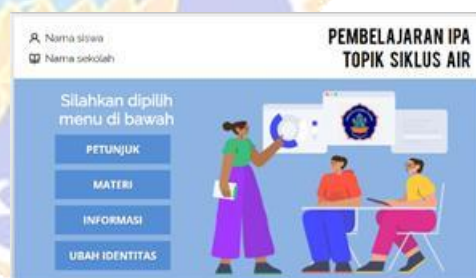 Nama siswa
Nama sekolah
PEMBELAJARAN IPA
TOPIK SIKLUS AIR
Silahkan dipilih
menu di bawah
PETUNJUK
MATERI
INFORMASI
UBAH IDENTITAS